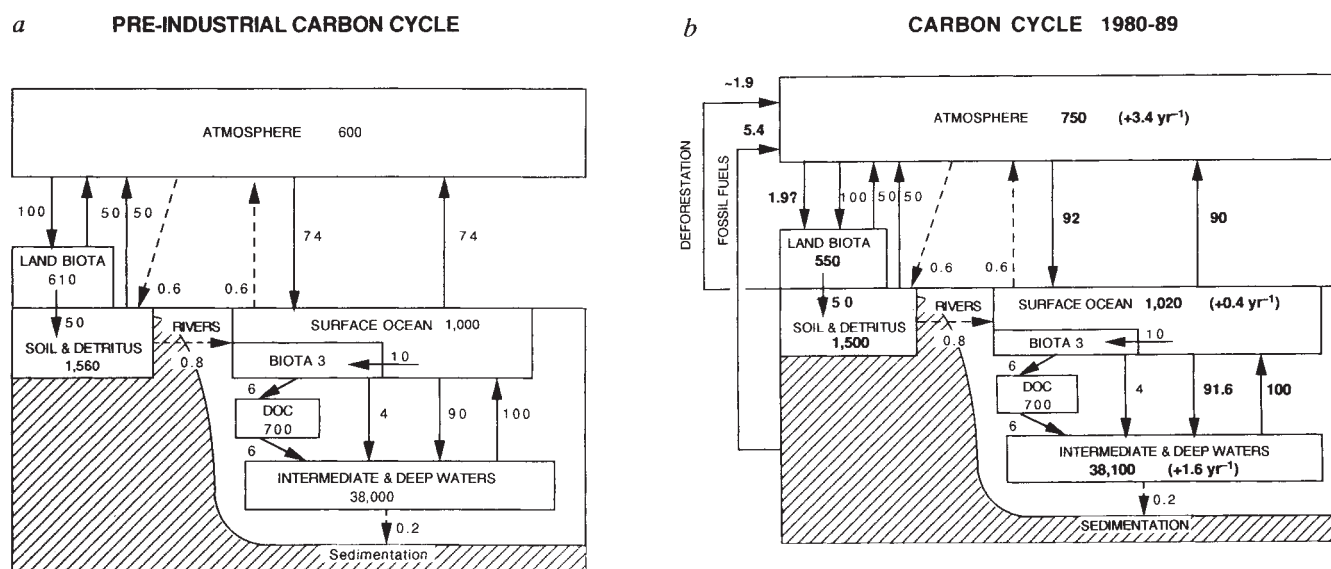 a PRE-INDUSTRIAL CARBON CYCLE
ATMOSPHERE 600
100
50
50
74
74
LAND BIOTA
610
0.6
0.6
50
SOIL & DETRITUS
1,560
RIVERS
0.8
SURFACE OCEAN 1,000
BIOTA 3
10
6
DOC
700
6
4
90
100
INTERMEDIATE & DEEP WATERS
38,000
0.2
Sedimentation
b CARBON CYCLE 1980-89
~1.9
5.4
DEFORESTATION
FOSSIL FUELS
ATMOSPHERE 750 (+3.4 yr⁻¹)
1.9?
100
50
50
92
90
LAND BIOTA
550
0.6
0.6
50
SOIL & DETRITUS
1,500
RIVERS
0.8
SURFACE OCEAN 1,020 (+0.4 yr⁻¹)
BIOTA 3
10
6
DOC
700
6
4
91.6
100
INTERMEDIATE & DEEP WATERS
38,100 (+1.6 yr⁻¹)
0.2
SEDIMENTATION